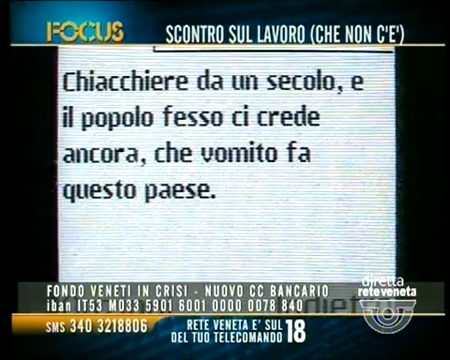 FOCUS
SCONTRO SUL LAVORO (CHE NON C'E')
Chiacchiere da un secolo, e
il popolo fesso ci crede
ancora, che vomito fa
questo paese.
diretta
reteveneta
FONDO VENETI IN CRISI - NUOVO CC BANCARIO
iban IT53 M033 5901 6001 0000 0078 840
SMS 340 3218806
RETE VENETA E' SUL
DEL TUO TELECOMANDO 18